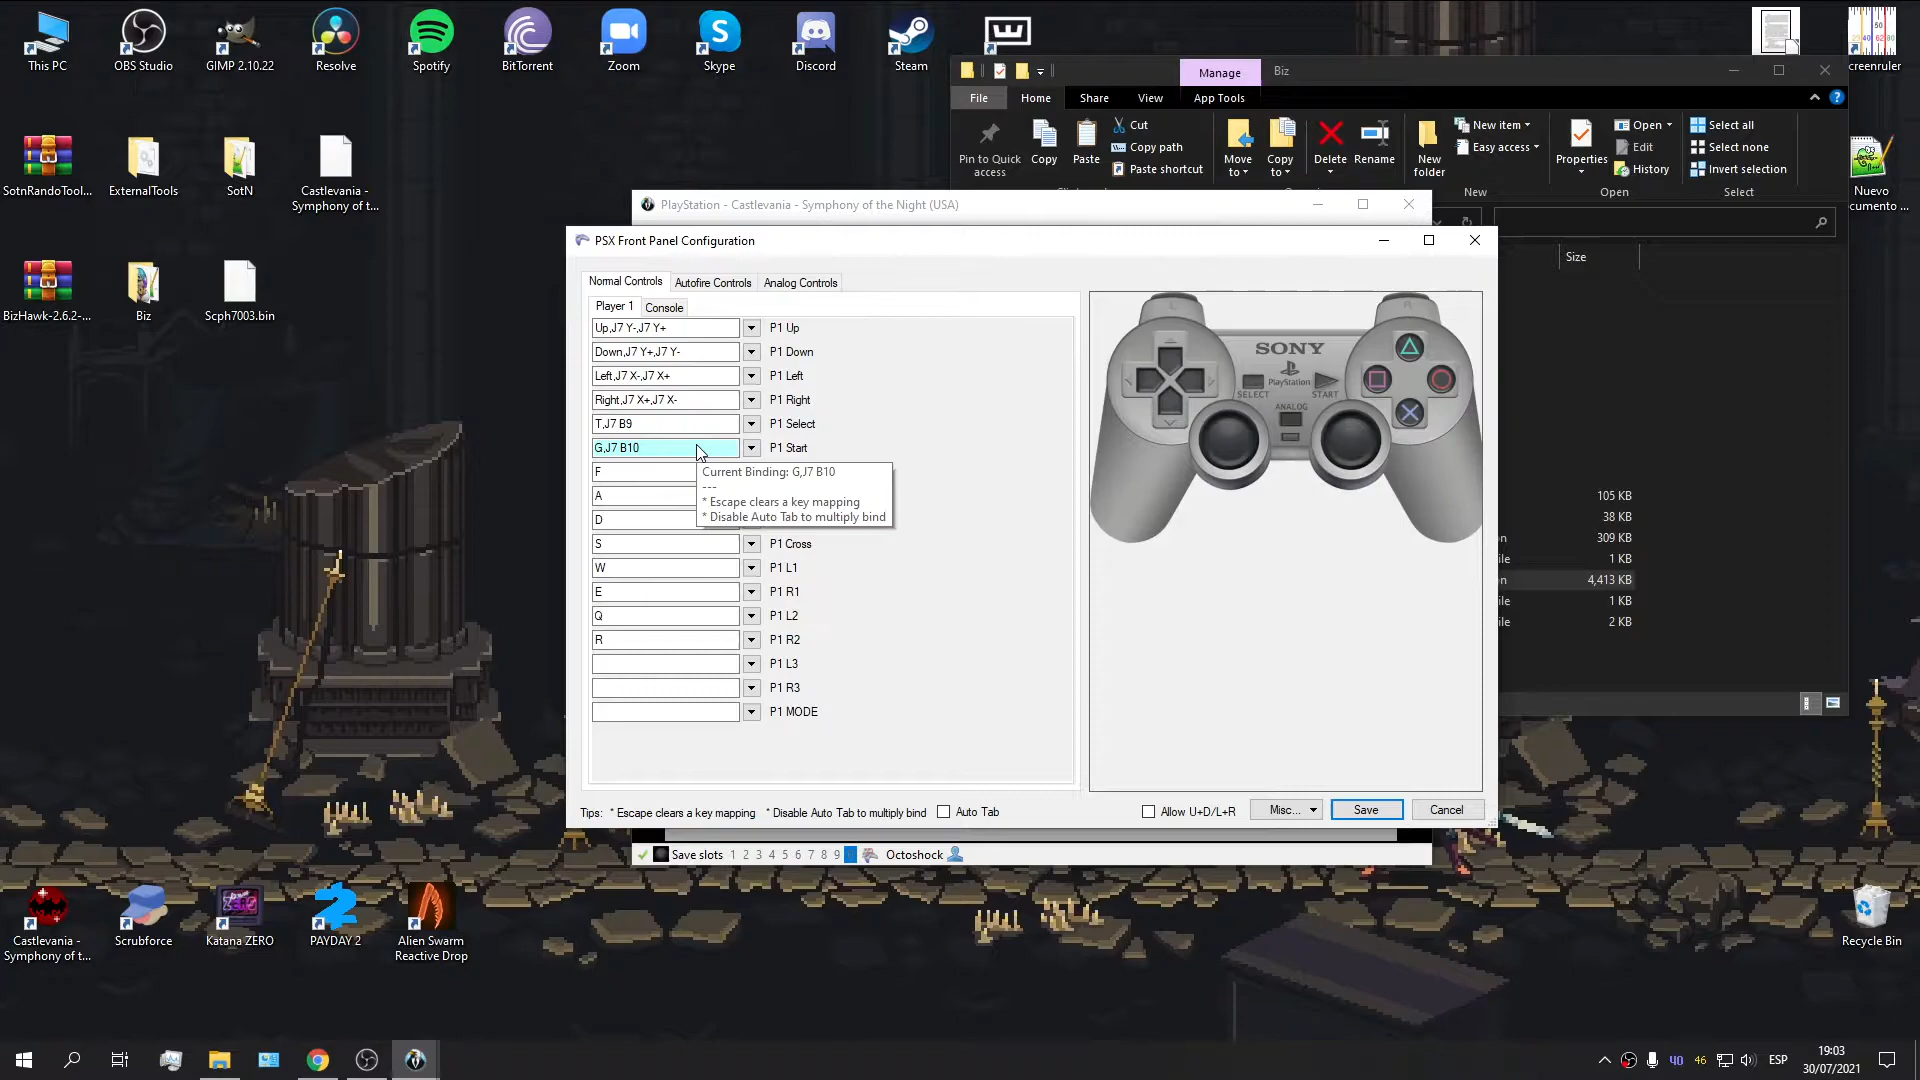 This PC
OBS Studio
GIMP 2.10.22
Resolve
Spotify
BitTorrent
Zoom
Skype
Discord
Steam
creenruler
SotnRandoTool...
ExternalTools
SotN
Castlevania -
Symphony of t...
Nuevo
cumento ...
BizHawk-2.6.2-...
Biz
Scph7003.bin
Manage
Biz
File
Home
Share
View
App Tools
Pin to Quick
access
Copy
Paste
Cut
Copy path
Paste shortcut
Move
to
Copy
to
Delete
Rename
New
folder
New item
Easy access
New
Properties
Open
Edit
History
Open
Select all
Select none
Invert selection
Select
Size
105 KB
38 KB
n 309 KB
ile 1 KB
n 4,413 KB
ile 1 KB
ile 2 KB
PlayStation - Castlevania - Symphony of the Night (USA)
PSX Front Panel Configuration
Normal Controls
Autofire Controls
Analog Controls
Player 1
Console
Up,J7 Y-,J7 Y+ P1 Up
Down,J7 Y+,J7 Y- P1 Down
Left,J7 X-,J7 X+ P1 Left
Right,J7 X+,J7 X- P1 Right
T,J7 B9 P1 Select
G,J7 B10 P1 Start
F
A
D
Current Binding: G,J7 B10
---
* Escape clears a key mapping
* Disable Auto Tab to multiply bind
S P1 Cross
W P1 L1
E P1 R1
Q P1 L2
R P1 R2
P1 L3
P1 R3
P1 MODE
SONY
PlayStation
SELECT
START
ANALOG
Tips: * Escape clears a key mapping * Disable Auto Tab to multiply bind
Auto Tab
Allow U+D/L+R
Misc...
Save
Cancel
Save slots 1 2 3 4 5 6 7 8 9
Octoshock
Castlevania -
Symphony of t...
Scrubforce
Katana ZERO
PAYDAY 2
Alien Swarm
Reactive Drop
Recycle Bin
40
46
ESP
19:03
30/07/2021